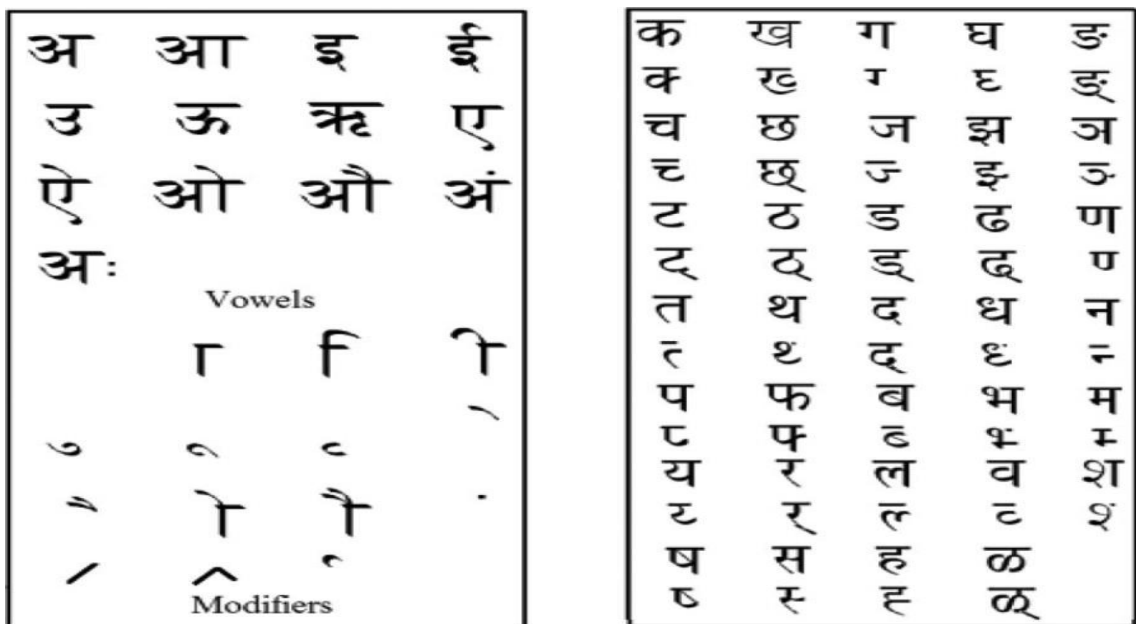 अ आ इ ई
उ ऊ ऋ ए
ऐ ओ औ अं
अः
Vowels
ा ि ी
ु ू ृ े
ै ो ौ ं
Modifiers
क ख ग घ ङ
क् ख् ग् घ् ङ्
च छ ज झ ञ
च् छ् ज् झ् ञ्
ट ठ ड ढ ण
ट् ठ् ड् ढ् ण्
त थ द ध न
त् थ् द् ध् न्
प फ ब भ म
प् फ् ब् भ् म्
य र ल व श
य् र् ल् व् श्
ष स ह ळ
ष् स् ह् ळ्